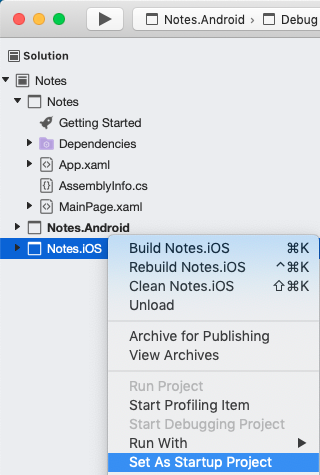 Notes.Android > Debug
Solution
Notes
Notes
Getting Started
Dependencies
App.xaml
AssemblyInfo.cs
MainPage.xaml
Notes.Android
Notes.iOS
Build Notes.iOS ⌘K
Rebuild Notes.iOS ^⌘K
Clean Notes.iOS ⇧⌘K
Unload
Archive for Publishing
View Archives
Run Project
Start Profiling Item
Start Debugging Project
Run With
Set As Startup Project